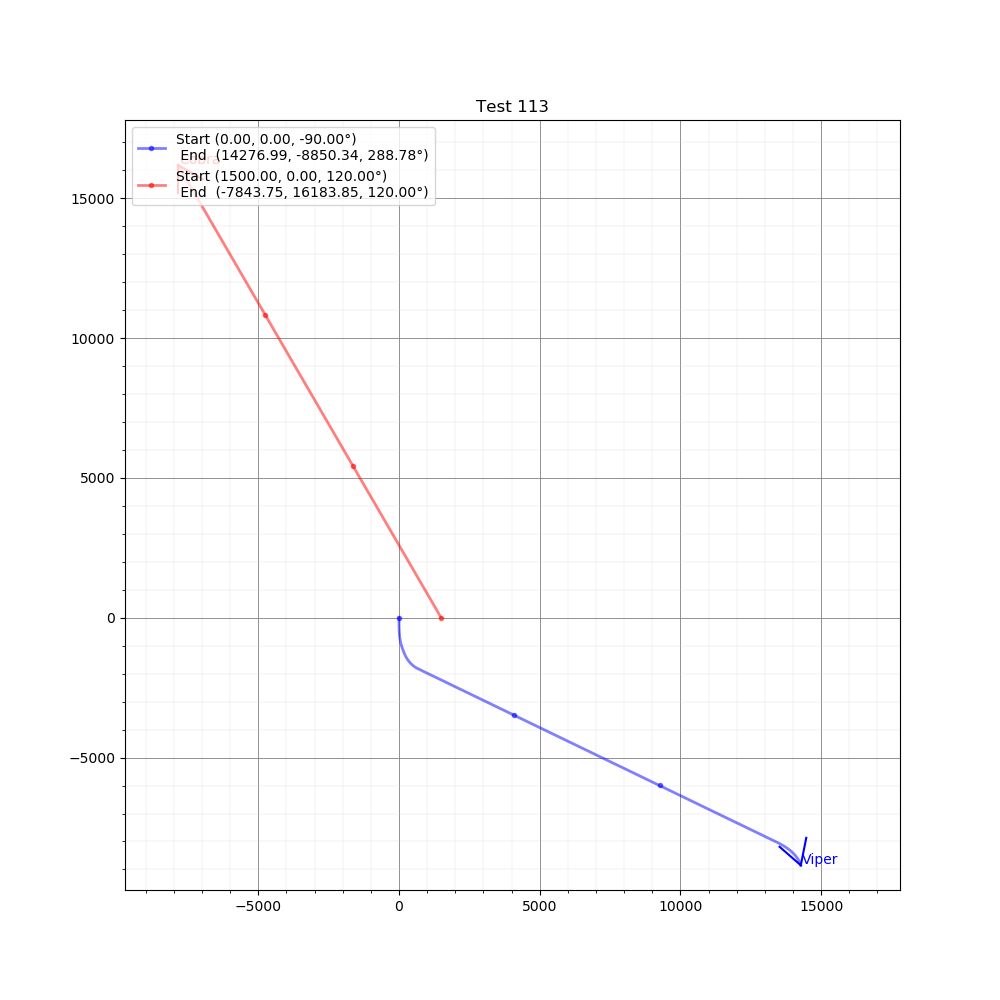 Test 113
Start (0.00, 0.00, -90.00°)
End (14276.99, -8850.34, 288.78°)
Cobra
Start (1500.00, 0.00, 120.00°)
End (-7843.75, 16183.85, 120.00°)
15000
10000
5000
0
−5000
Viper
−5000
0
5000
10000
15000